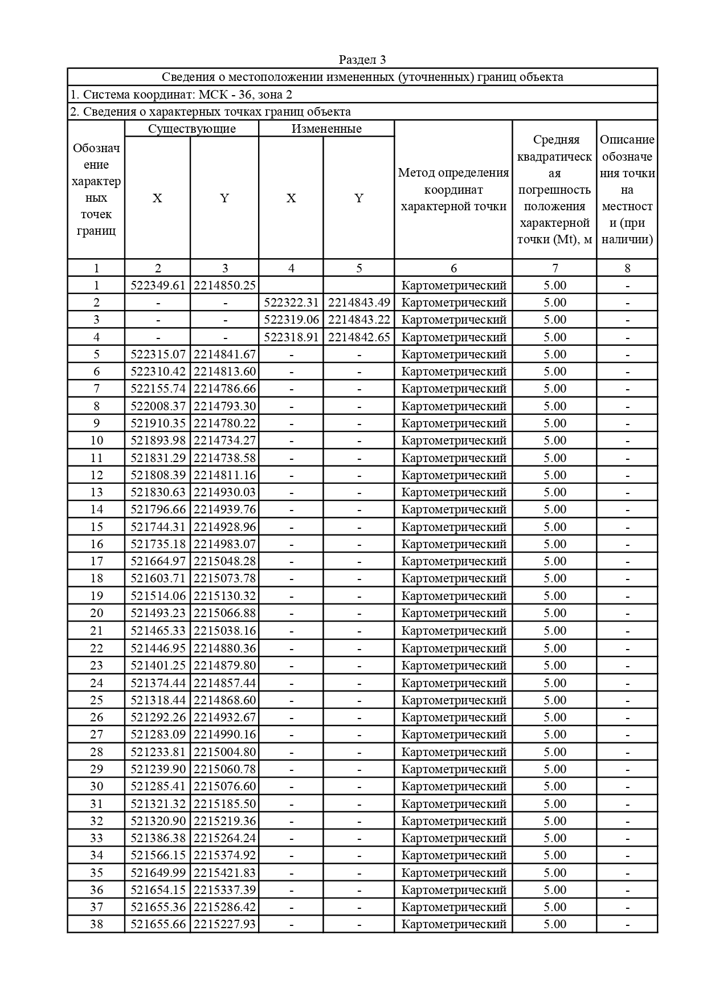 Раздел 3
Сведения о местоположении измененных (уточненных) границ объекта
1. Система координат: МСК - 36, зона 2
2. Сведения о характерных точках границ объекта
Обознач
ение
характер
ных
точек
границ
Существующие
Измененные
X Y X Y
Метод определения
координат
характерной точки
Средняя
квадратическ
ая
погрешность
положения
характерной
точки (Mt), м
Описание
обозначе
ния точки
на
местност
и (при
наличии)
1 2 3 4 5 6 7 8
1 522349.61 2214850.25 Картометрический 5.00 -
2 - - 522322.31 2214843.49 Картометрический 5.00 -
3 - - 522319.06 2214843.22 Картометрический 5.00 -
4 - - 522318.91 2214842.65 Картометрический 5.00 -
5 522315.07 2214841.67 - - Картометрический 5.00 -
6 522310.42 2214813.60 - - Картометрический 5.00 -
7 522155.74 2214786.66 - - Картометрический 5.00 -
8 522008.37 2214793.30 - - Картометрический 5.00 -
9 521910.35 2214780.22 - - Картометрический 5.00 -
10 521893.98 2214734.27 - - Картометрический 5.00 -
11 521831.29 2214738.58 - - Картометрический 5.00 -
12 521808.39 2214811.16 - - Картометрический 5.00 -
13 521830.63 2214930.03 - - Картометрический 5.00 -
14 521796.66 2214939.76 - - Картометрический 5.00 -
15 521744.31 2214928.96 - - Картометрический 5.00 -
16 521735.18 2214983.07 - - Картометрический 5.00 -
17 521664.97 2215048.28 - - Картометрический 5.00 -
18 521603.71 2215073.78 - - Картометрический 5.00 -
19 521514.06 2215130.32 - - Картометрический 5.00 -
20 521493.23 2215066.88 - - Картометрический 5.00 -
21 521465.33 2215038.16 - - Картометрический 5.00 -
22 521446.95 2214880.36 - - Картометрический 5.00 -
23 521401.25 2214879.80 - - Картометрический 5.00 -
24 521374.44 2214857.44 - - Картометрический 5.00 -
25 521318.44 2214868.60 - - Картометрический 5.00 -
26 521292.26 2214932.67 - - Картометрический 5.00 -
27 521283.09 2214990.16 - - Картометрический 5.00 -
28 521233.81 2215004.80 - - Картометрический 5.00 -
29 521239.90 2215060.78 - - Картометрический 5.00 -
30 521285.41 2215076.60 - - Картометрический 5.00 -
31 521321.32 2215185.50 - - Картометрический 5.00 -
32 521320.90 2215219.36 - - Картометрический 5.00 -
33 521386.38 2215264.24 - - Картометрический 5.00 -
34 521566.15 2215374.92 - - Картометрический 5.00 -
35 521649.99 2215421.83 - - Картометрический 5.00 -
36 521654.15 2215337.39 - - Картометрический 5.00 -
37 521655.36 2215286.42 - - Картометрический 5.00 -
38 521655.66 2215227.93 - - Картометрический 5.00 -